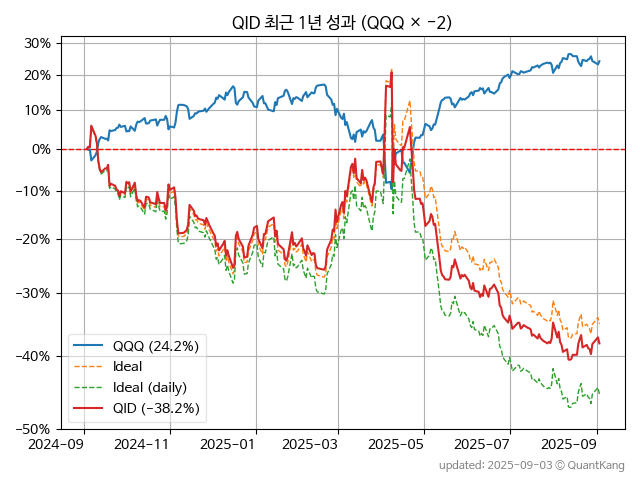 QID 최근 1년 성과 (QQQ × −2)
30%
20%
10%
0%
−10%
−20%
−30%
−40%
−50%
QQQ (24.2%)
Ideal
Ideal (daily)
QID (−38.2%)
2024-09 2024-11 2025-01 2025-03 2025-05 2025-07 2025-09
updated: 2025-09-03 ⓒ QuantKang